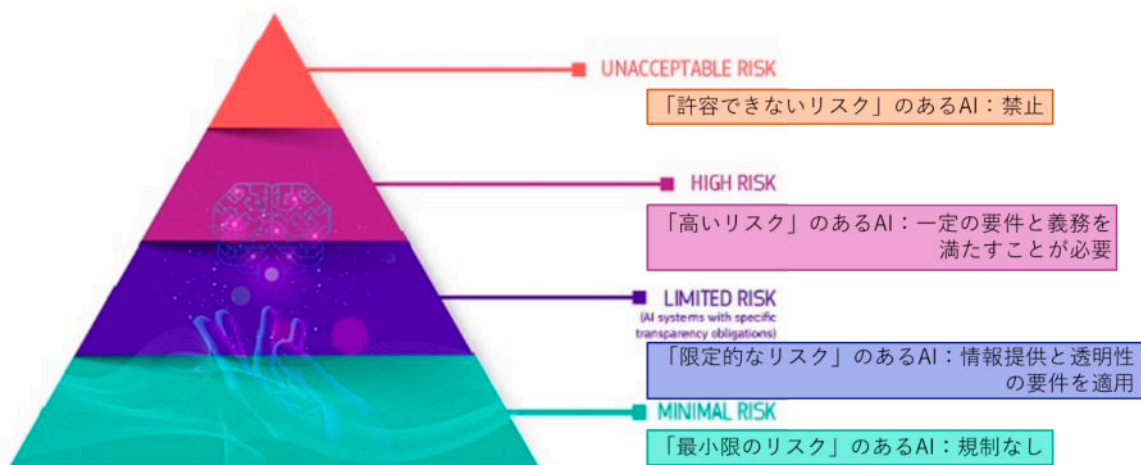 UNACCEPTABLE RISK
「許容できないリスク」のあるAI：禁止
HIGH RISK
「高いリスク」のあるAI：一定の要件と義務を
満たすことが必要
LIMITED RISK
(AI systems with specific
transparency obligations)
「限定的なリスク」のあるAI：情報提供と透明性
の要件を適用
MINIMAL RISK
「最小限のリスク」のあるAI：規制なし